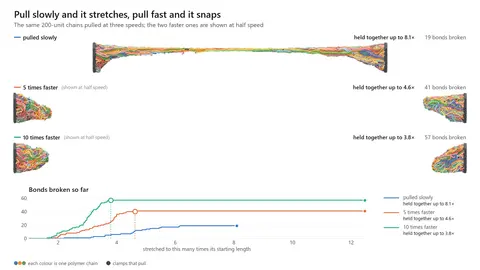 Pull slowly and it stretches, pull fast and it snaps
The same 200-unit chains pulled at three speeds; the two faster ones are shown at half speed
pulled slowly held together up to 8.1× 19 bonds broken
5 times faster (shown at half speed) held together up to 4.6× 41 bonds broken
10 times faster (shown at half speed) held together up to 3.8× 57 bonds broken
Bonds broken so far
60
40
20
0
2 4 6 8 10 12
stretched to this many times its starting length
pulled slowly
held together up to 8.1×
5 times faster
held together up to 4.6×
10 times faster
held together up to 3.8×
each colour is one polymer chain clamps that pull